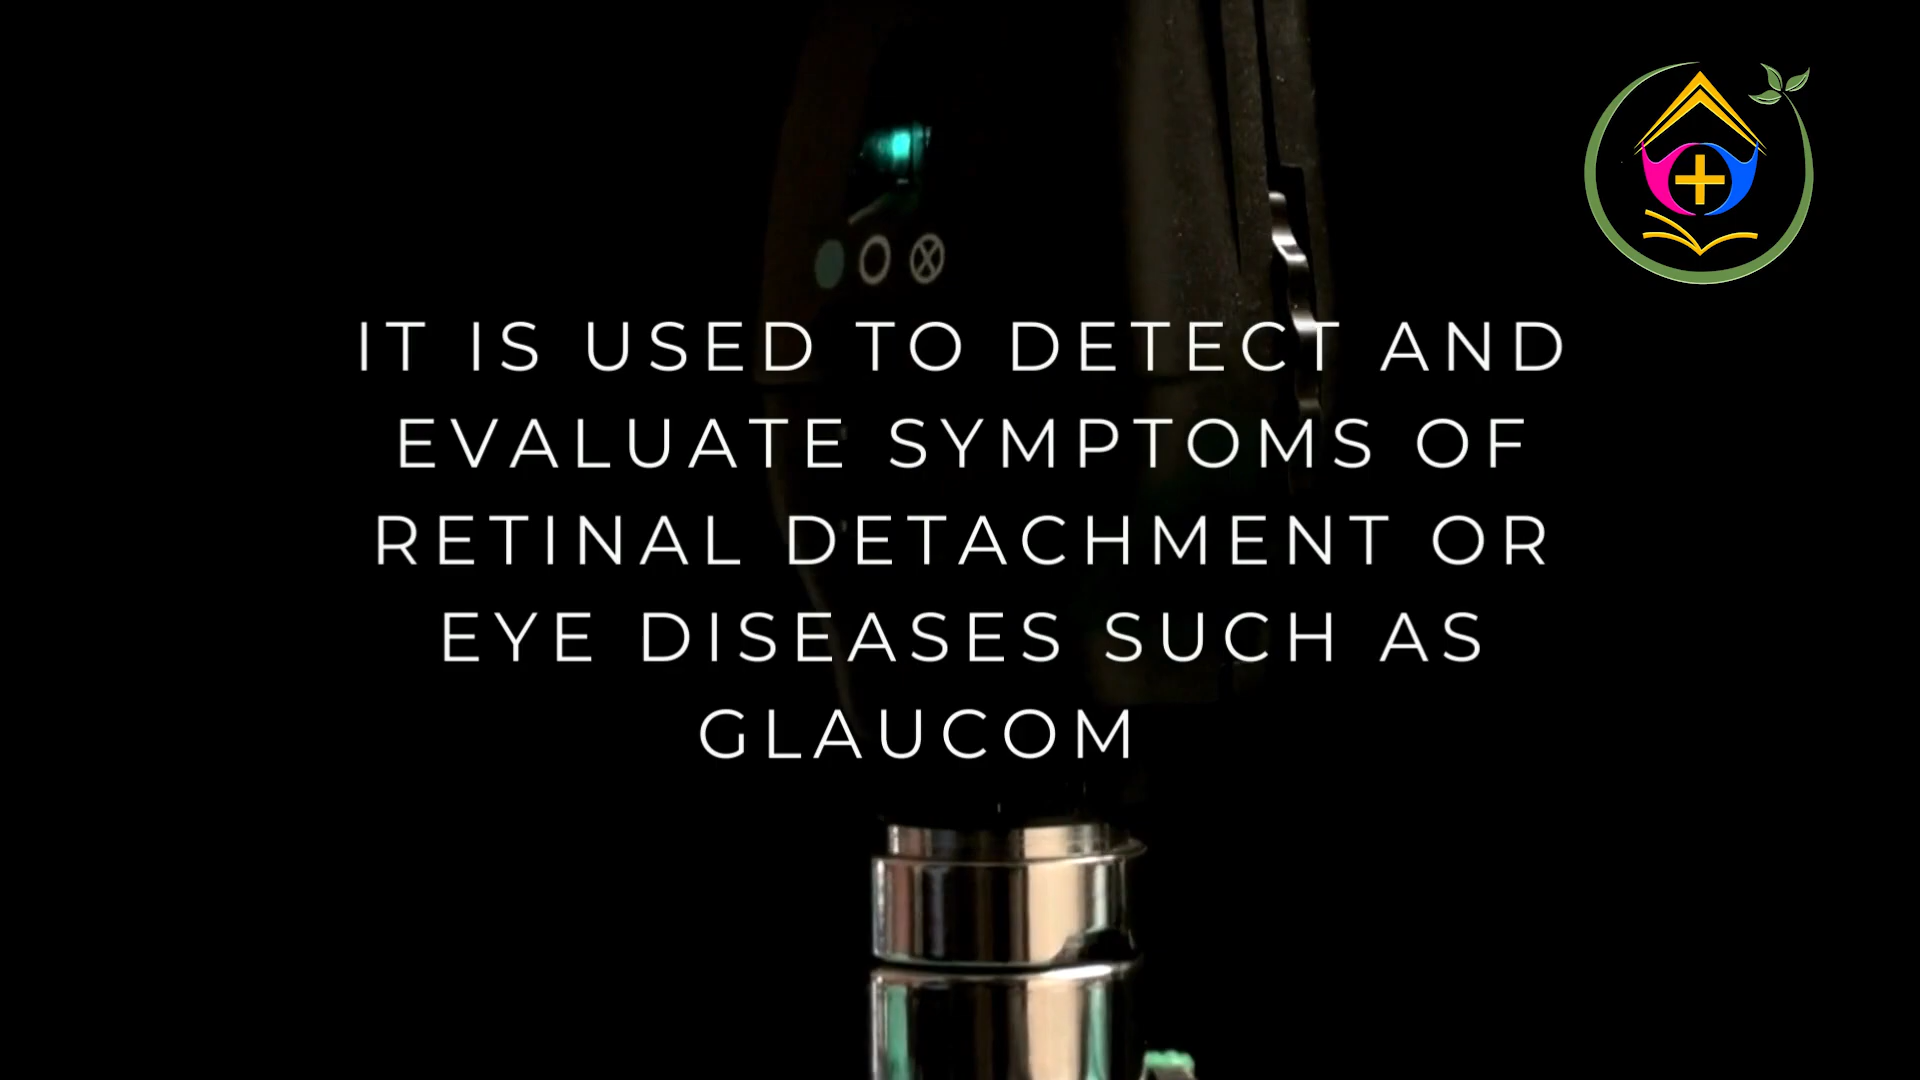 IT IS USED TO DETECT AND
EVALUATE SYMPTOMS OF
RETINAL DETACHMENT OR
EYE DISEASES SUCH AS
GLAUCOM